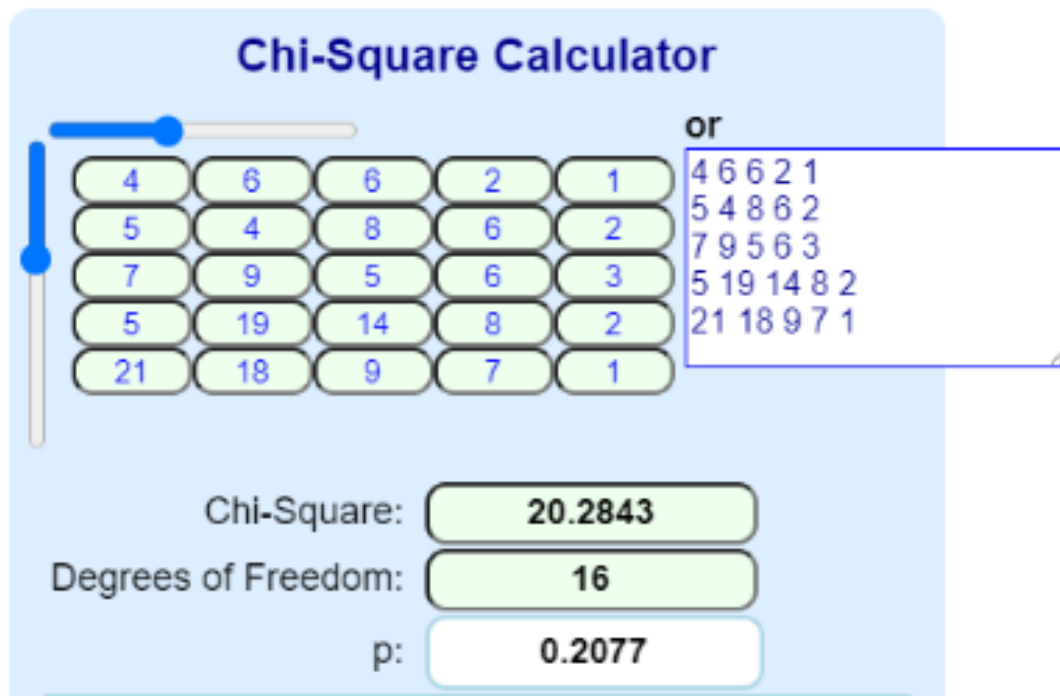 Chi-Square Calculator
or
4 6 6 2 1
5 4 8 6 2
7 9 5 6 3
5 19 14 8 2
21 18 9 7 1
4 6 6 2 1
5 4 8 6 2
7 9 5 6 3
5 19 14 8 2
21 18 9 7 1
Chi-Square: 20.2843
Degrees of Freedom: 16
p: 0.2077